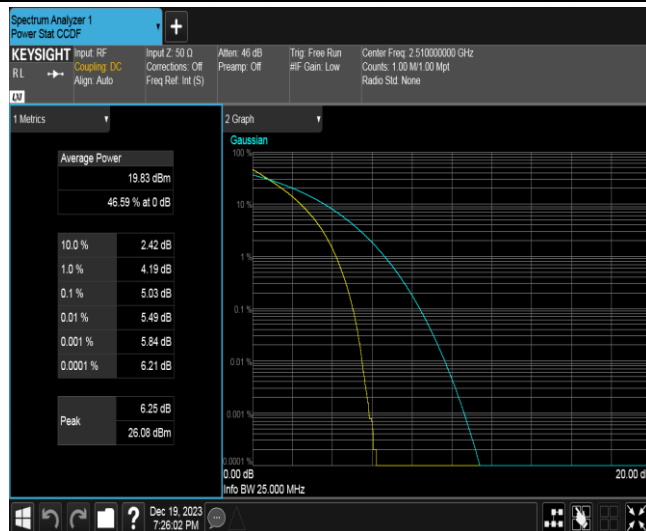 Spectrum Analyzer 1
Power Stat CCDF
+
KEYSIGHT
RL
LXI
Input: RF
Coupling: DC
Align: Auto
Input Z: 50 Ω
Corrections: Off
Freq Ref: Int (S)
Atten: 46 dB
Preamp: Off
Trig: Free Run
#IF Gain: Low
Center Freq: 2.510000000 GHz
Counts: 1.00 M/1.00 Mpt
Radio Std: None
1 Metrics
Average Power
19.83 dBm
46.59 % at 0 dB
10.0 % 2.42 dB
1.0 % 4.19 dB
0.1 % 5.03 dB
0.01 % 5.49 dB
0.001 % 5.84 dB
0.0001 % 6.21 dB
Peak
6.25 dB
26.08 dBm
2 Graph
Gaussian
100 %
10 %
1 %
0.1 %
0.01 %
0.001 %
0.0001 %
0.00 dB
20.00 d
Info BW 25.000 MHz
?
Dec 19, 2023
7:26:02 PM